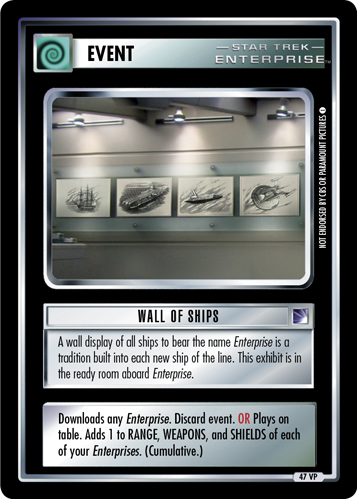 EVENT
STAR TREK
ENTERPRISE™
NOT ENDORSED BY CBS OR PARAMOUNT PICTURES
WALL OF SHIPS
A wall display of all ships to bear the name Enterprise is a
tradition built into each new ship of the line. This exhibit is in
the ready room aboard Enterprise.
Downloads any Enterprise. Discard event. OR Plays on
table. Adds 1 to RANGE, WEAPONS, and SHIELDS of each
of your Enterprises. (Cumulative.)
47 VP